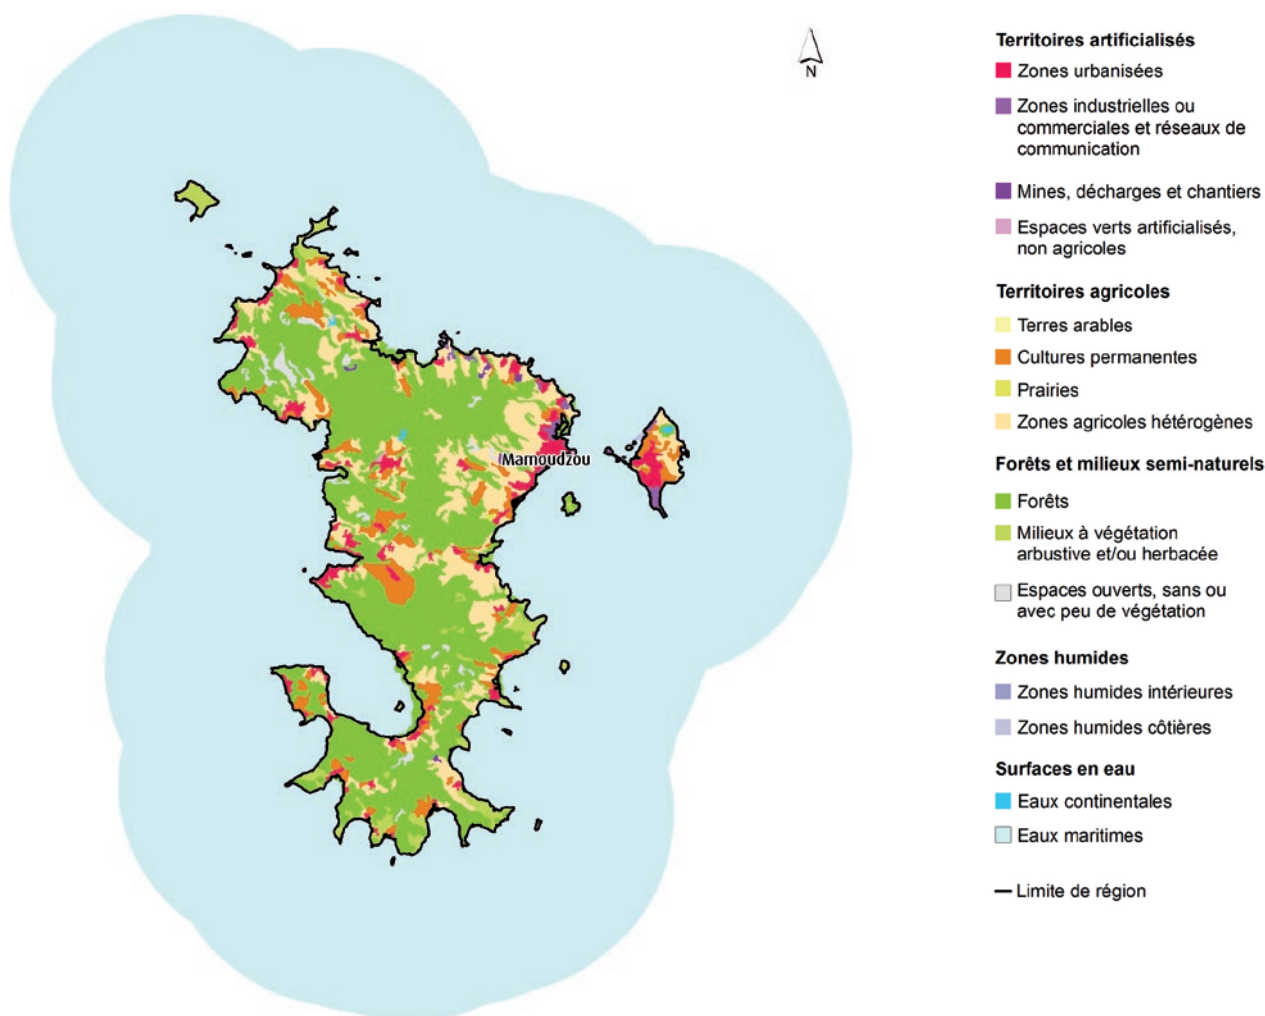 N
Mamoudzou
Territoires artificialisés
Zones urbanisées
Zones industrielles ou
commerciales et réseaux de
communication
Mines, décharges et chantiers
Espaces verts artificialisés,
non agricoles
Territoires agricoles
Terres arables
Cultures permanentes
Prairies
Zones agricoles hétérogènes
Forêts et milieux semi-naturels
Forêts
Milieux à végétation
arbustive et/ou herbacée
Espaces ouverts, sans ou
avec peu de végétation
Zones humides
Zones humides intérieures
Zones humides côtières
Surfaces en eau
Eaux continentales
Eaux maritimes
Limite de région